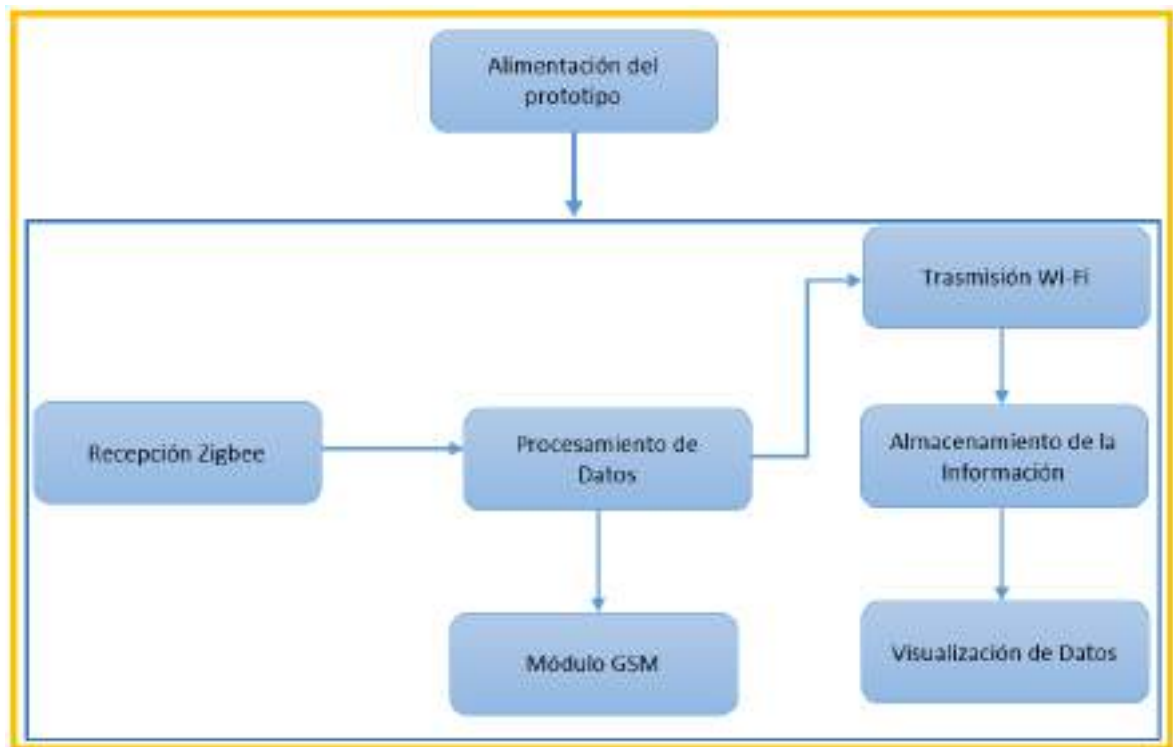 Alimentación del
prototipo
Trasmisión Wi-Fi
Recepción Zigbee
Procesamiento de
Datos
Almacenamiento de la
Información
Módulo GSM
Visualización de Datos